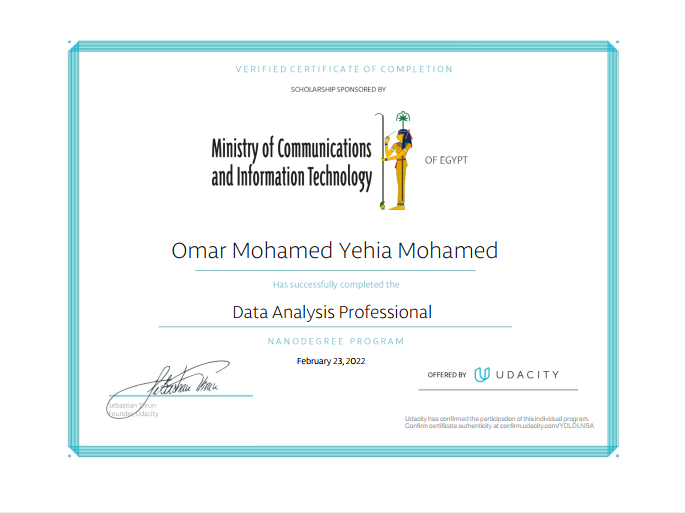 VERIFIED CERTIFICATE OF COMPLETION
SCHOLARSHIP SPONSORED BY
Ministry of Communications
and Information Technology
OF EGYPT
Omar Mohamed Yehia Mohamed
Has successfully completed the
Data Analysis Professional
NANODEGREE PROGRAM
February 23, 2022
Sebastian Thrun
Founder, Udacity
OFFERED BY UDACITY
Udacity has confirmed the participation of this individual program.
Confirm certificate authenticity at confirm.udacity.com/YDLDLNSA